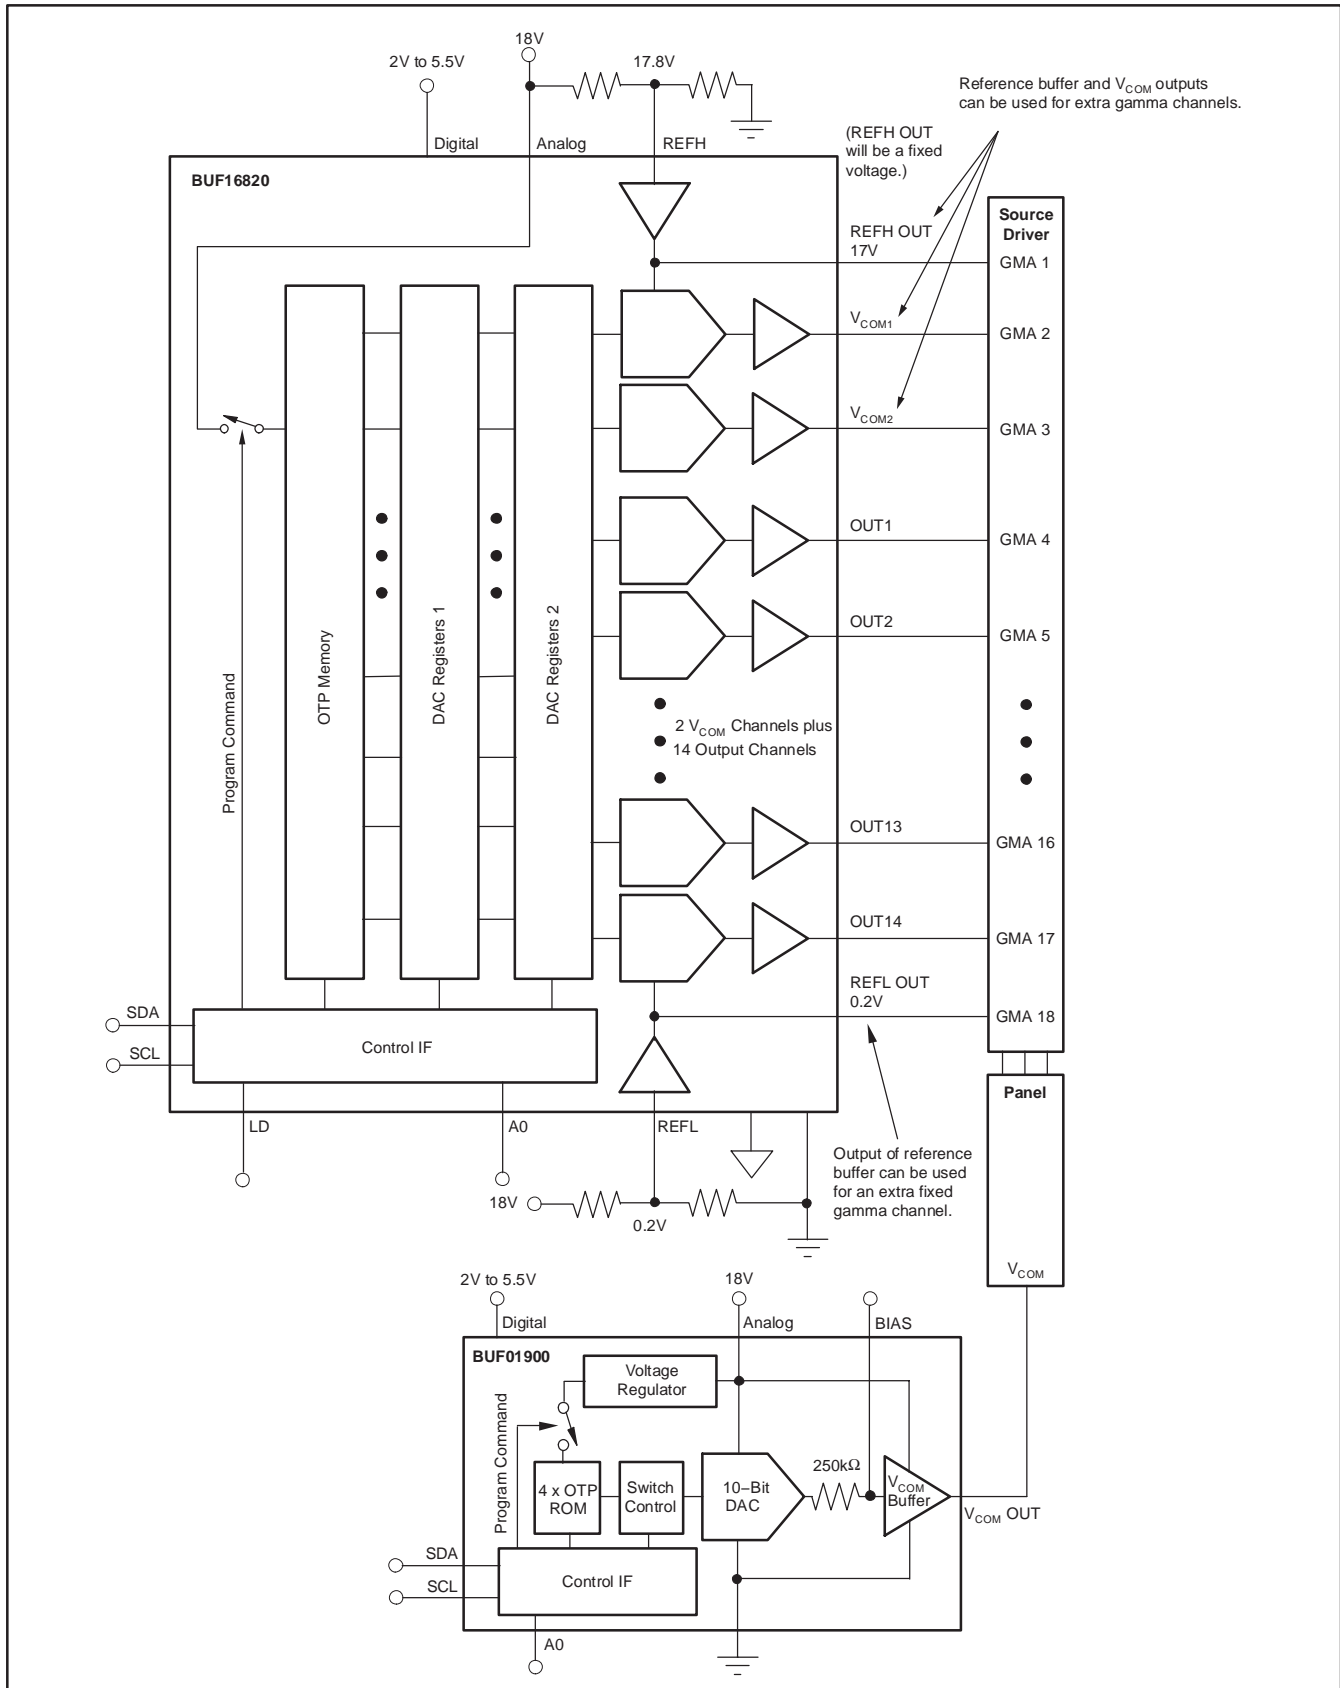 18V
2V to 5.5V
17.8V
Reference buffer and VCOM outputs
can be used for extra gamma channels.
Digital
Analog
REFH
(REFH OUT
will be a fixed
voltage.)
BUF16820
Source
Driver
REFH OUT
17V
GMA 1
VCOM1
GMA 2
VCOM2
GMA 3
OUT1
GMA 4
OUT2
GMA 5
Program Command
OTP Memory
DAC Registers 1
DAC Registers 2
2 VCOM Channels plus
14 Output Channels
OUT13
GMA 16
OUT14
GMA 17
REFL OUT
0.2V
GMA 18
SDA
SCL
Control IF
Panel
LD
A0
REFL
Output of reference
buffer can be used
for an extra fixed
gamma channel.
18V
0.2V
VCOM
2V to 5.5V
18V
Digital
Analog
BIAS
BUF01900
Voltage
Regulator
Program Command
250kΩ
4 x OTP
ROM
Switch
Control
10–Bit
DAC
VCOM
Buffer
VCOM OUT
SDA
SCL
Control IF
A0